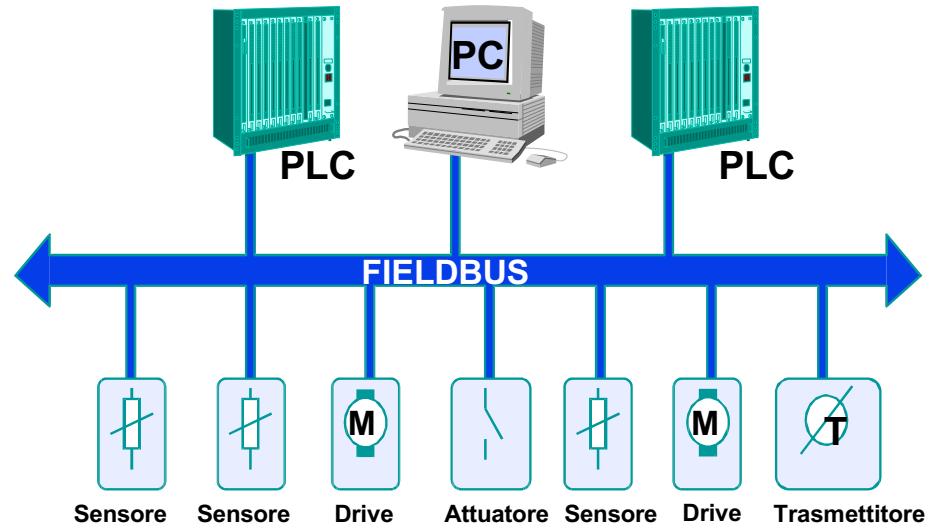 PC
PLC
PLC
FIELDBUS
M
M
T
Sensore Sensore Drive Attuatore Sensore Drive Trasmettitore